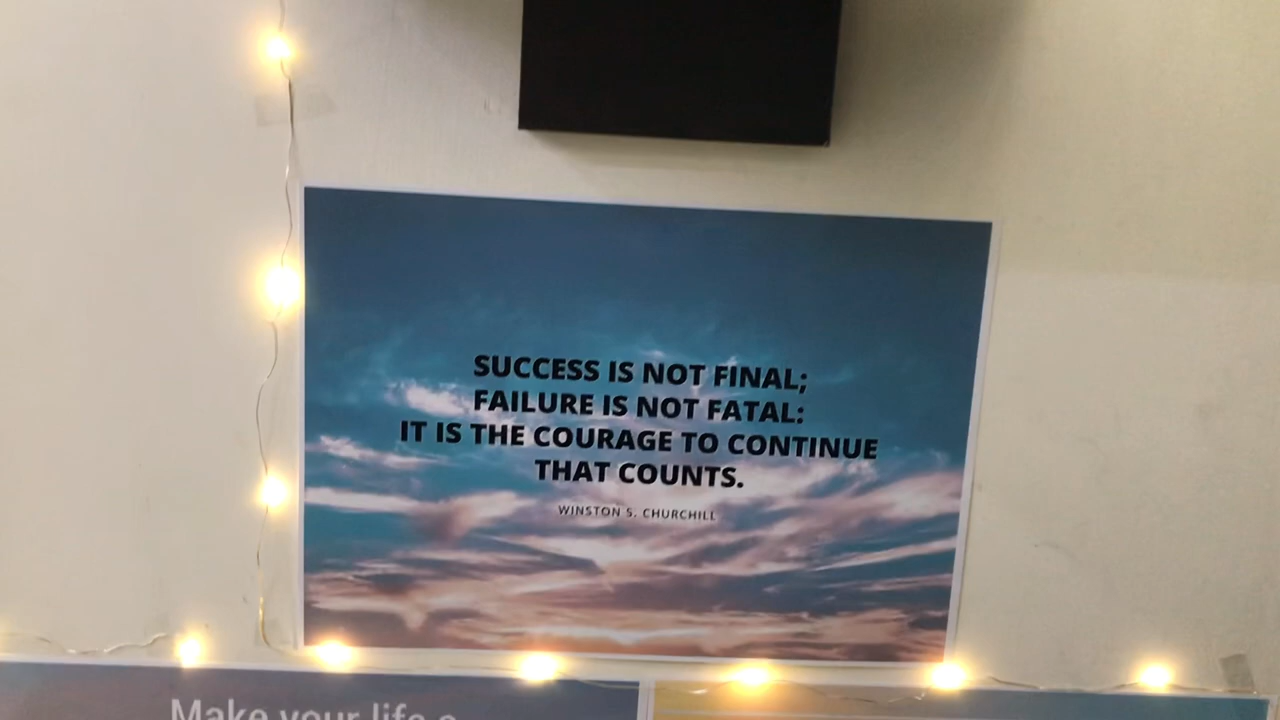 SUCCESS IS NOT FINAL;
FAILURE IS NOT FATAL:
IT IS THE COURAGE TO CONTINUE
THAT COUNTS.
WINSTON S. CHURCHILL
Make your life a